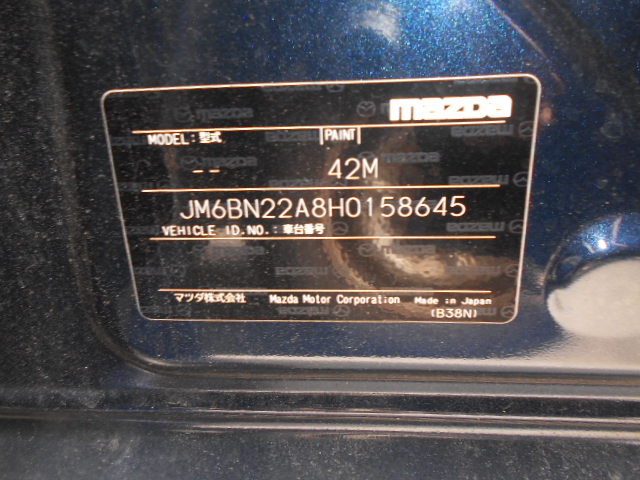 mazda
MODEL: 型式 PAINT
-- 42M
JM6BN22A8H0158645
VEHICLE ID.NO.: 車台番号
マツダ株式会社 Mazda Motor Corporation Made in Japan
(B38N)